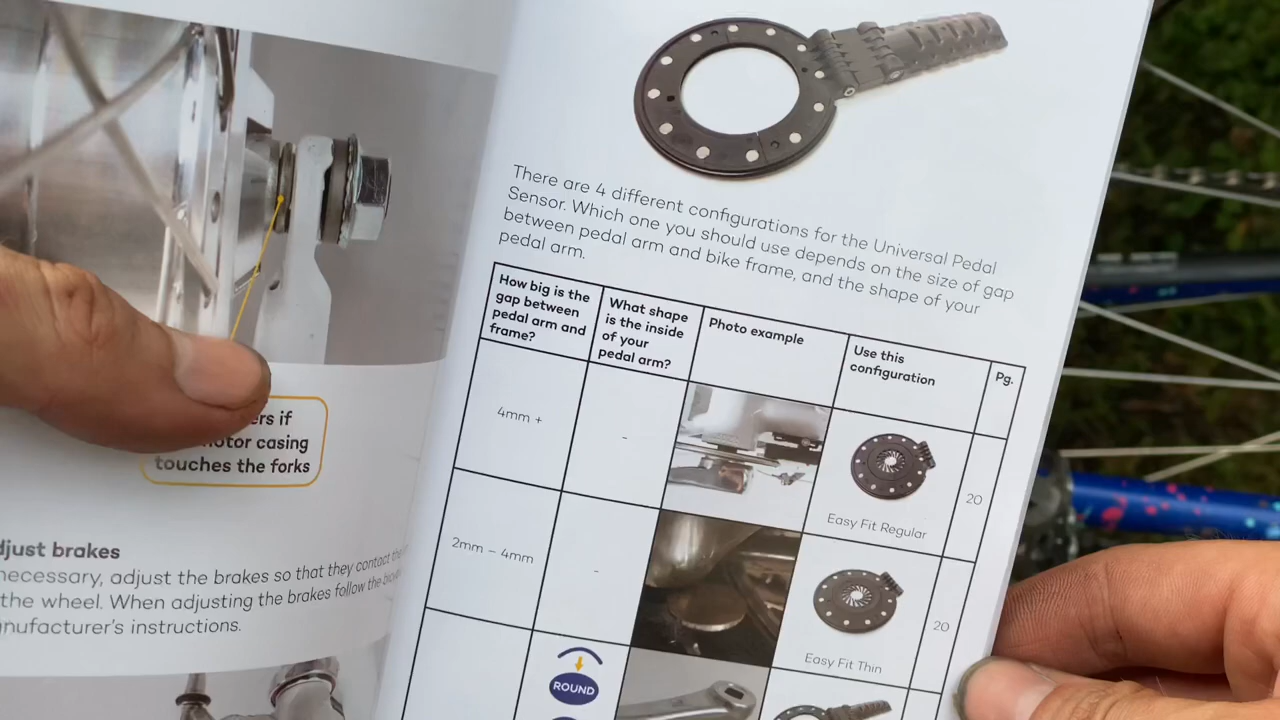 ers if
motor casing
touches the forks
djust brakes
necessary, adjust the brakes so that they contact the
the wheel. When adjusting the brakes follow the
nufacturer's instructions.
There are 4 different configurations for the Universal Pedal
Sensor. Which one you should use depends on the size of gap
between pedal arm and bike frame, and the shape of your
pedal arm.
How big is the
gap between
pedal arm and
frame?
What shape
is the inside
of your
pedal arm?
Photo example
Use this
configuration
Pg.
4mm +
-
Easy Fit Regular
20
2mm – 4mm
-
Easy Fit Thin
20
ROUND